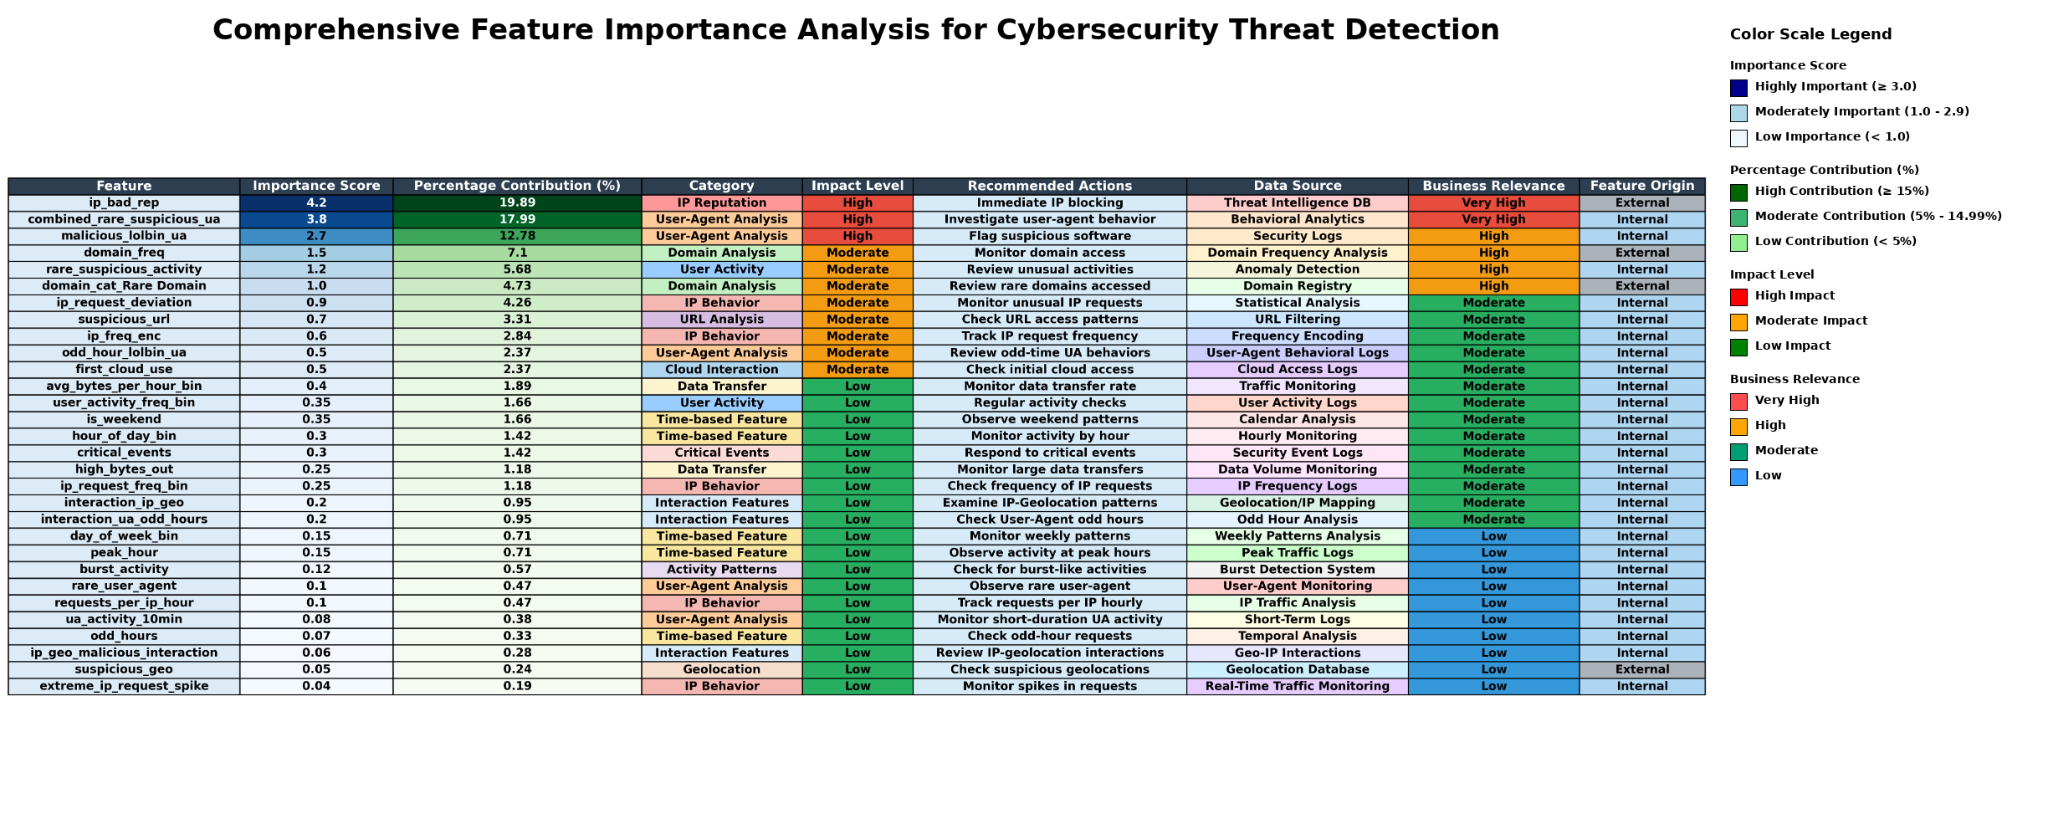 Comprehensive Feature Importance Analysis for Cybersecurity Threat Detection
Feature Importance Score Percentage Contribution (%) Category Impact Level Recommended Actions Data Source Business Relevance Feature Origin
ip_bad_rep 4.2 19.89 IP Reputation High Immediate IP blocking Threat Intelligence DB Very High External
combined_rare_suspicious_ua 3.8 17.99 User-Agent Analysis High Investigate user-agent behavior Behavioral Analytics Very High Internal
malicious_lolbin_ua 2.7 12.78 User-Agent Analysis High Flag suspicious software Security Logs High Internal
domain_freq 1.5 7.1 Domain Analysis Moderate Monitor domain access Domain Frequency Analysis High External
rare_suspicious_activity 1.2 5.68 User Activity Moderate Review unusual activities Anomaly Detection High Internal
domain_cat_Rare Domain 1.0 4.73 Domain Analysis Moderate Review rare domains accessed Domain Registry High External
ip_request_deviation 0.9 4.26 IP Behavior Moderate Monitor unusual IP requests Statistical Analysis Moderate Internal
suspicious_url 0.7 3.31 URL Analysis Moderate Check URL access patterns URL Filtering Moderate Internal
ip_freq_enc 0.6 2.84 IP Behavior Moderate Track IP request frequency Frequency Encoding Moderate Internal
odd_hour_lolbin_ua 0.5 2.37 User-Agent Analysis Moderate Review odd-time UA behaviors User-Agent Behavioral Logs Moderate Internal
first_cloud_use 0.5 2.37 Cloud Interaction Moderate Check initial cloud access Cloud Access Logs Moderate Internal
avg_bytes_per_hour_bin 0.4 1.89 Data Transfer Low Monitor data transfer rate Traffic Monitoring Moderate Internal
user_activity_freq_bin 0.35 1.66 User Activity Low Regular activity checks User Activity Logs Moderate Internal
is_weekend 0.35 1.66 Time-based Feature Low Observe weekend patterns Calendar Analysis Moderate Internal
hour_of_day_bin 0.3 1.42 Time-based Feature Low Monitor activity by hour Hourly Monitoring Moderate Internal
critical_events 0.3 1.42 Critical Events Low Respond to critical events Security Event Logs Moderate Internal
high_bytes_out 0.25 1.18 Data Transfer Low Monitor large data transfers Data Volume Monitoring Moderate Internal
ip_request_freq_bin 0.25 1.18 IP Behavior Low Check frequency of IP requests IP Frequency Logs Moderate Internal
interaction_ip_geo 0.2 0.95 Interaction Features Low Examine IP-Geolocation patterns Geolocation/IP Mapping Moderate Internal
interaction_ua_odd_hours 0.2 0.95 Interaction Features Low Check User-Agent odd hours Odd Hour Analysis Moderate Internal
day_of_week_bin 0.15 0.71 Time-based Feature Low Monitor weekly patterns Weekly Patterns Analysis Low Internal
peak_hour 0.15 0.71 Time-based Feature Low Observe activity at peak hours Peak Traffic Logs Low Internal
burst_activity 0.12 0.57 Activity Patterns Low Check for burst-like activities Burst Detection System Low Internal
rare_user_agent 0.1 0.47 User-Agent Analysis Low Observe rare user-agent User-Agent Monitoring Low Internal
requests_per_ip_hour 0.1 0.47 IP Behavior Low Track requests per IP hourly IP Traffic Analysis Low Internal
ua_activity_10min 0.08 0.38 User-Agent Analysis Low Monitor short-duration UA activity Short-Term Logs Low Internal
odd_hours 0.07 0.33 Time-based Feature Low Check odd-hour requests Temporal Analysis Low Internal
ip_geo_malicious_interaction 0.06 0.28 Interaction Features Low Review IP-geolocation interactions Geo-IP Interactions Low Internal
suspicious_geo 0.05 0.24 Geolocation Low Check suspicious geolocations Geolocation Database Low External
extreme_ip_request_spike 0.04 0.19 IP Behavior Low Monitor spikes in requests Real-Time Traffic Monitoring Low Internal
Color Scale Legend
Importance Score
Highly Important (≥ 3.0)
Moderately Important (1.0 - 2.9)
Low Importance (< 1.0)
Percentage Contribution (%)
High Contribution (≥ 15%)
Moderate Contribution (5% - 14.99%)
Low Contribution (< 5%)
Impact Level
High Impact
Moderate Impact
Low Impact
Business Relevance
Very High
High
Moderate
Low